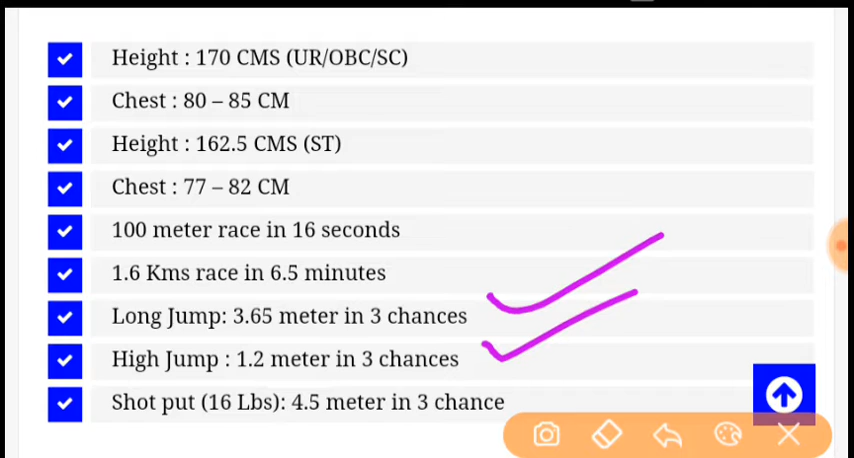 Height : 170 CMS (UR/OBC/SC)
Chest : 80 – 85 CM
Height : 162.5 CMS (ST)
Chest : 77 – 82 CM
100 meter race in 16 seconds
1.6 Kms race in 6.5 minutes
Long Jump: 3.65 meter in 3 chances
High Jump : 1.2 meter in 3 chances
Shot put (16 Lbs): 4.5 meter in 3 chance